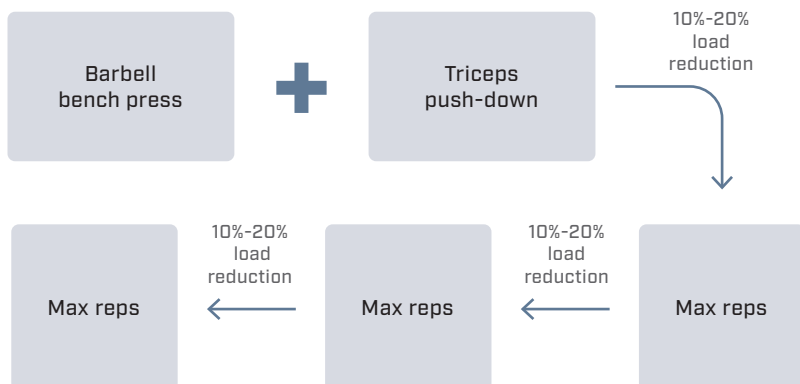 Barbell
bench press
Triceps
push-down
10%-20%
load
reduction
Max reps
10%-20%
load
reduction
Max reps
10%-20%
load
reduction
Max reps